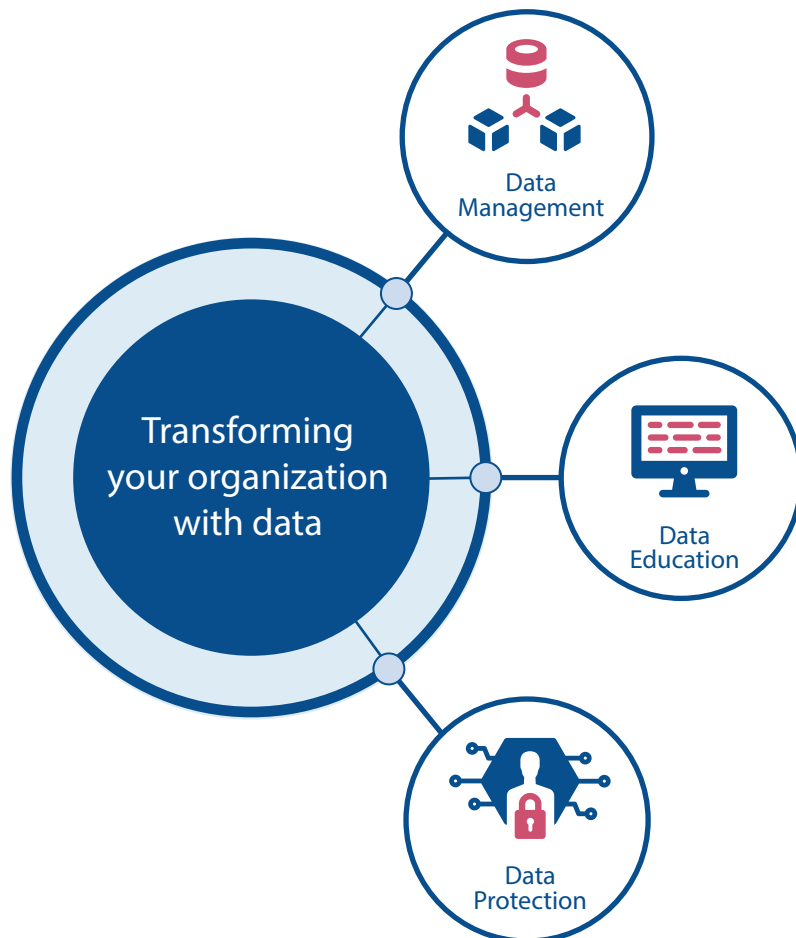 Data
Management
Transforming
your organization
with data
Data
Education
Data
Protection